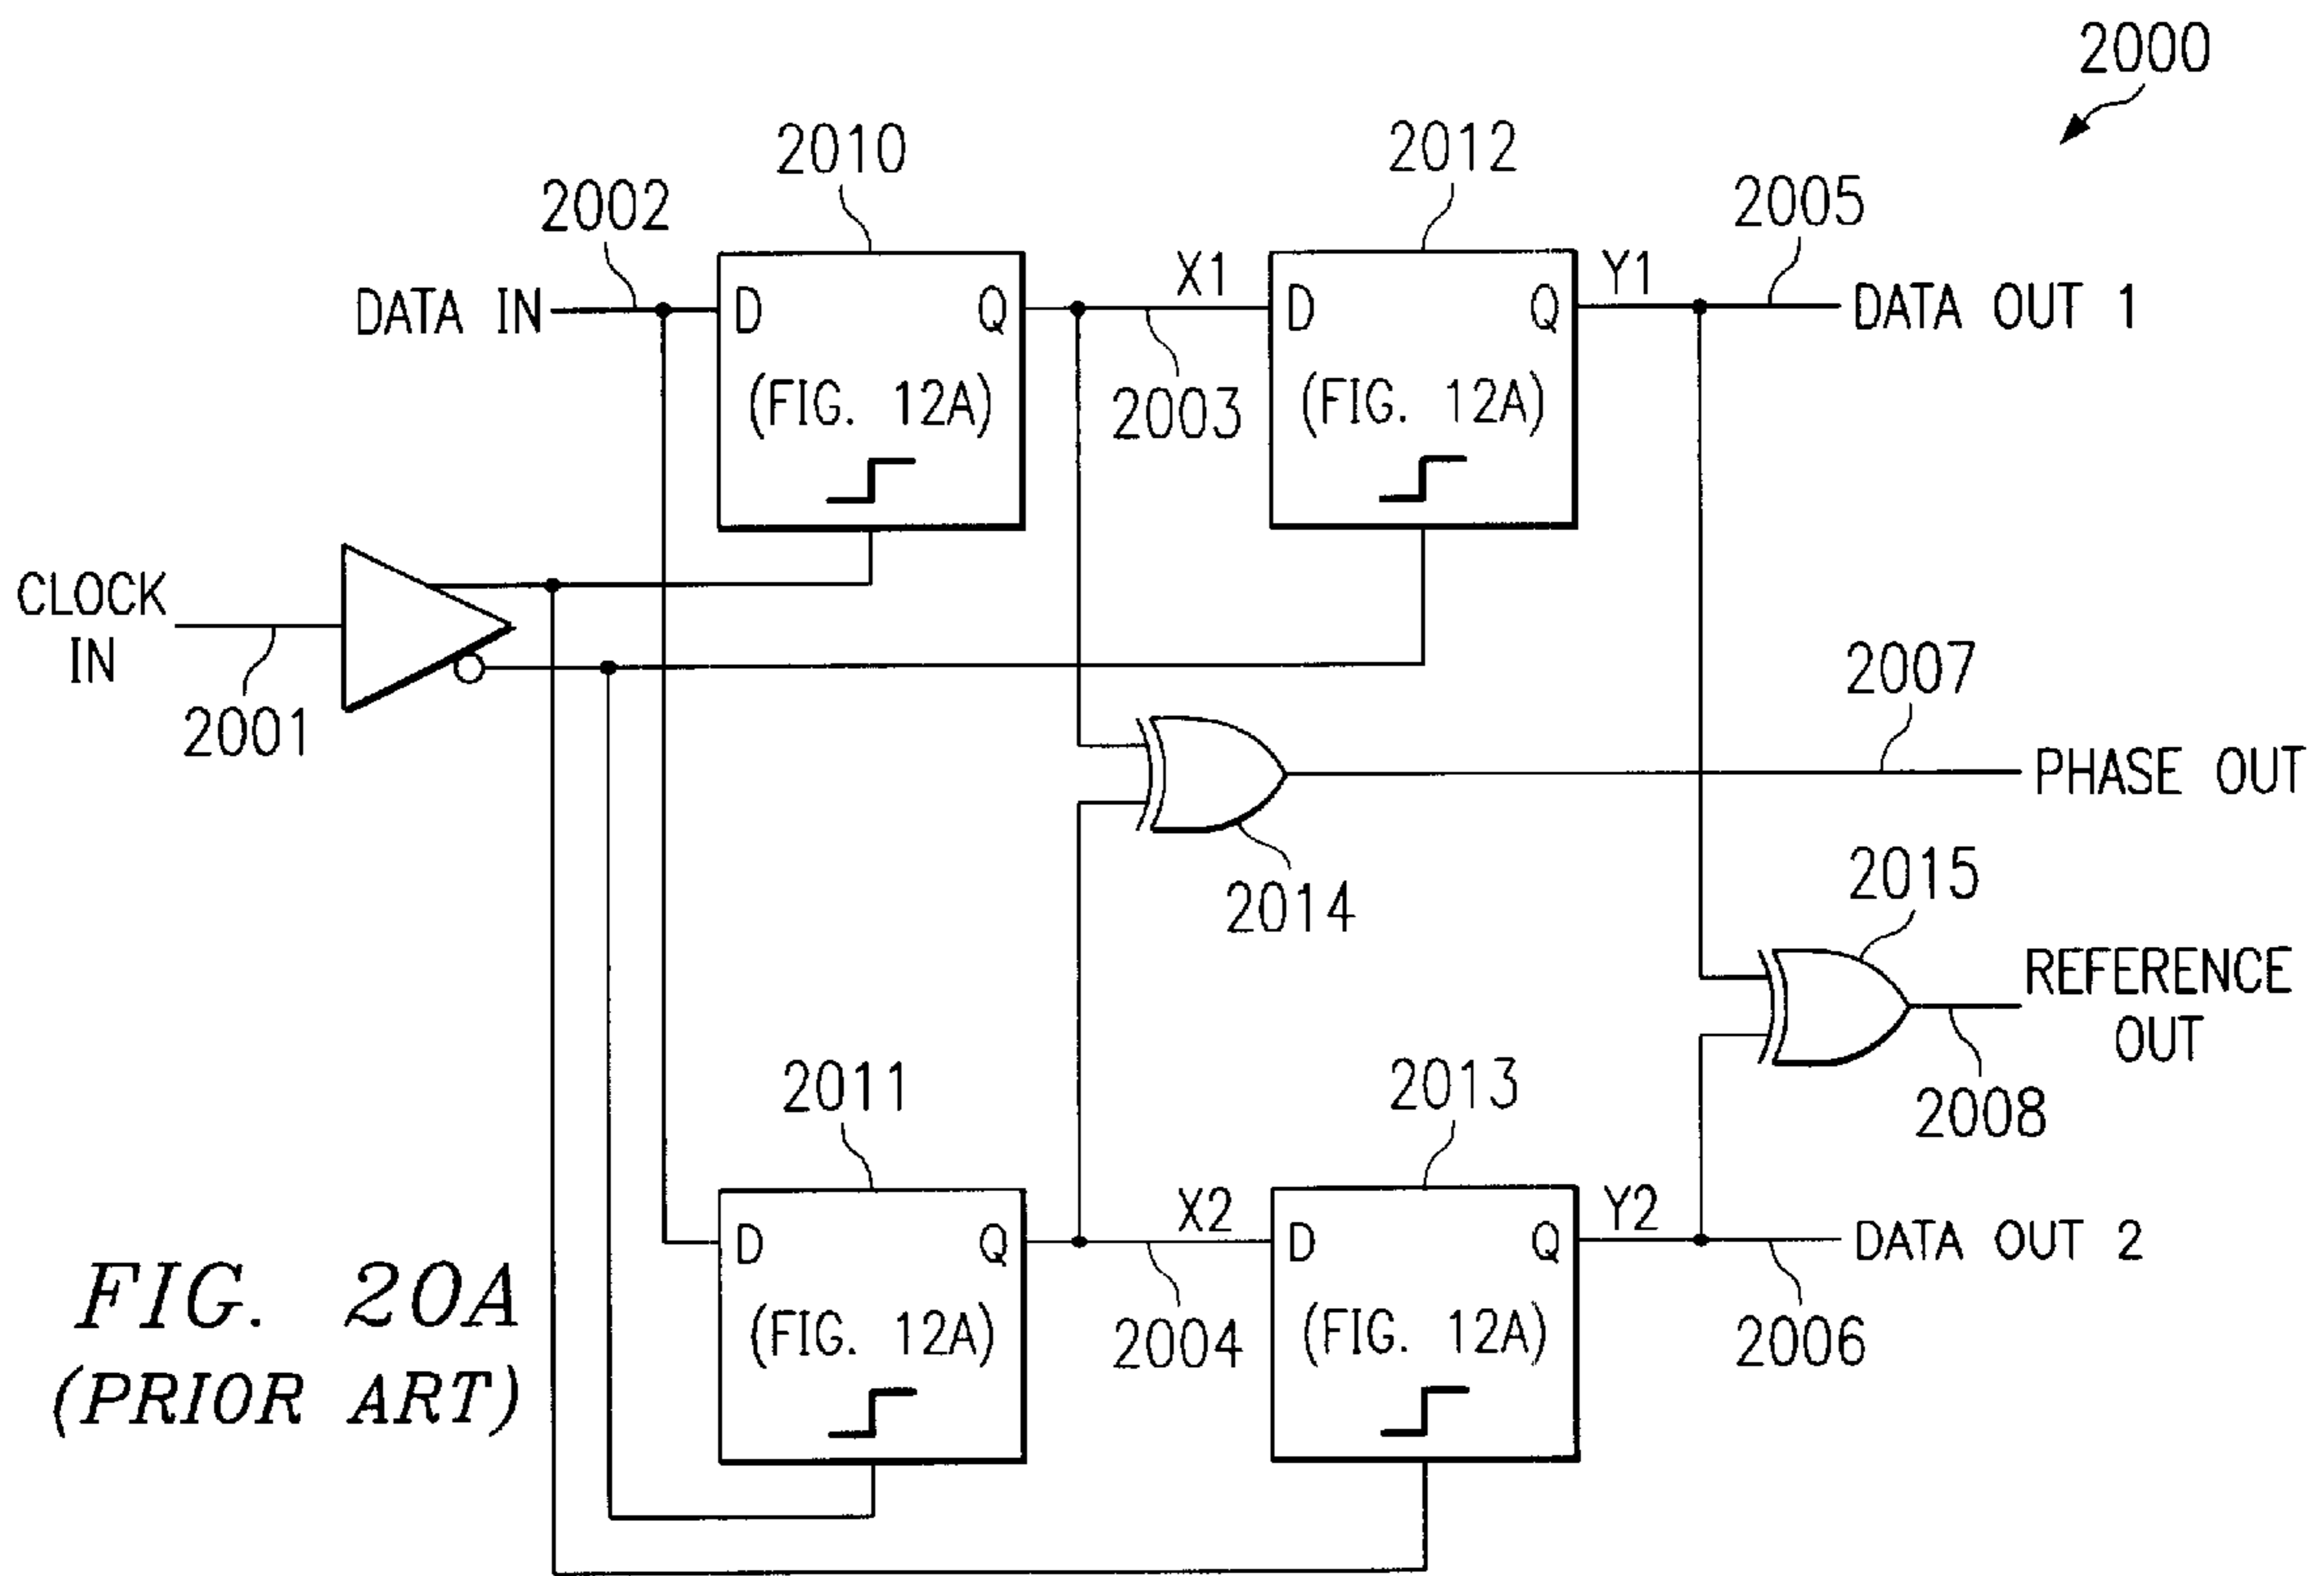 2000
2010
2012
2002
2005
DATA IN
D
Q
X1
D
Q
Y1
DATA OUT 1
(FIG. 12A)
2003
(FIG. 12A)
CLOCK
IN
2001
2007
PHASE OUT
2014
2015
REFERENCE
OUT
2008
2011
2013
D
Q
X2
D
Q
Y2
DATA OUT 2
(FIG. 12A)
2004
(FIG. 12A)
2006
FIG. 20A
(PRIOR ART)